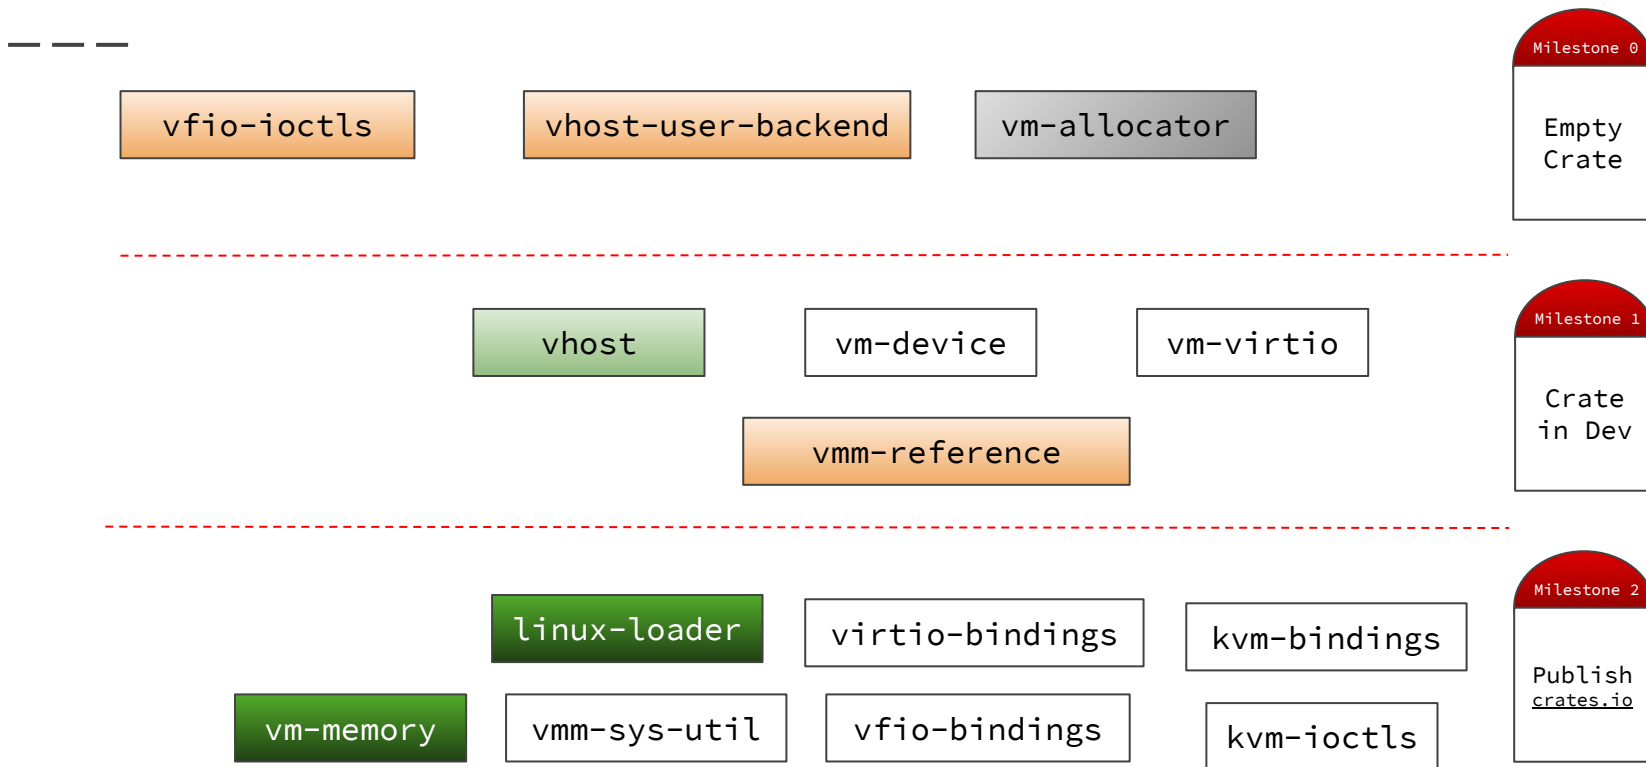 Milestone 0
vfio-ioctls
vhost-user-backend
vm-allocator
Empty
Crate
Milestone 1
vhost
vm-device
vm-virtio
Crate
in Dev
vmm-reference
Milestone 2
linux-loader
virtio-bindings
kvm-bindings
Publish
crates.io
vm-memory
vmm-sys-util
vfio-bindings
kvm-ioctls